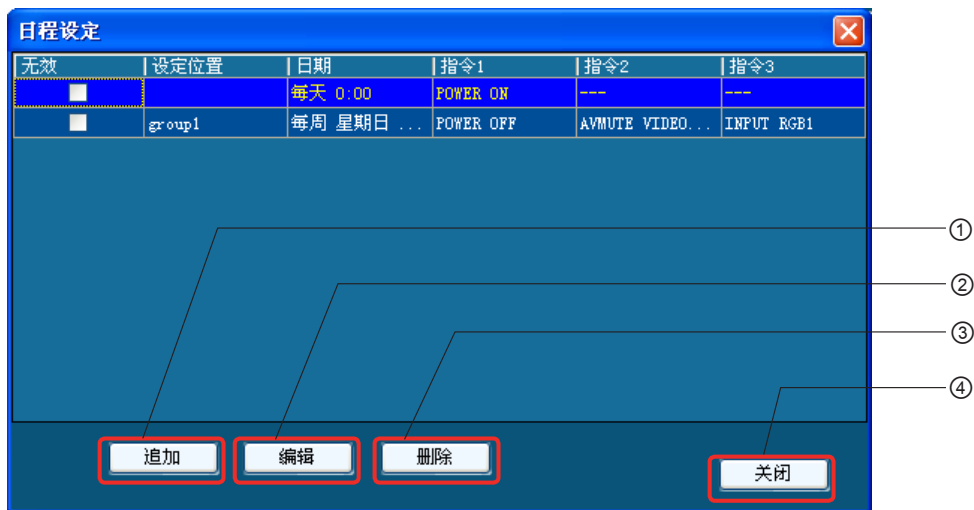 日程设定
无效 设定位置 日期 指令1 指令2 指令3
每天 0:00 POWER ON --- ---
group1 每周 星期日 ... POWER OFF AVMUTE VIDEO... INPUT RGB1
①
②
③
④
追加 编辑 删除 关闭